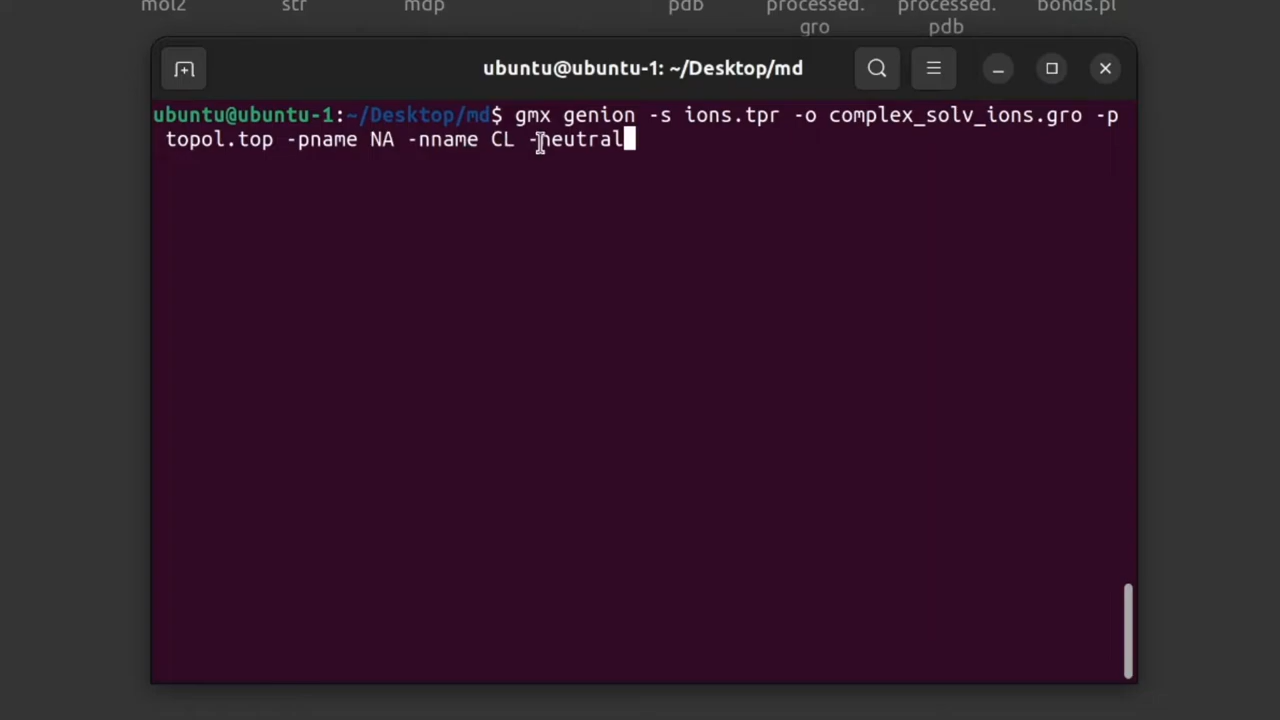 mol2 str mdp pdb processed. processed. bonds.pl
gro pdb
ubuntu@ubuntu-1: ~/Desktop/md
ubuntu@ubuntu-1:~/Desktop/md$ gmx genion -s ions.tpr -o complex_solv_ions.gro -p
topol.top -pname NA -nname CL -neutral